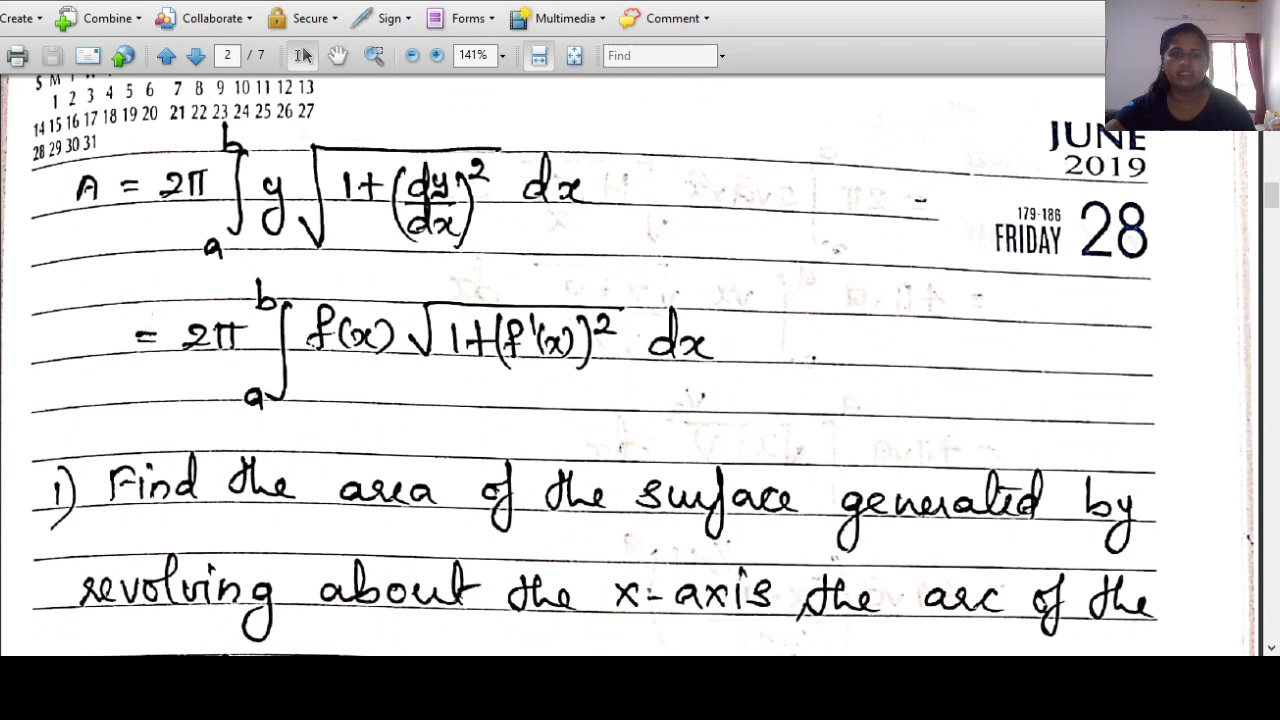 Create Combine Collaborate Secure Sign Forms Multimedia Comment
2 / 7 141% Find
S M
1 2 3 4 5 6 7 8 9 10 11 12 13
14 15 16 17 18 19 20 21 22 23 24 25 26 27
28 29 30 31
JUNE
2019
179-186
FRIDAY 28
A = 2π ∫_a^b y √(1+(dy/dx)²) dx
= 2π ∫_a^b f(x) √(1+(f'(x))²) dx
1) Find the area of the surface generated by
revolving about the x-axis, the arc of the